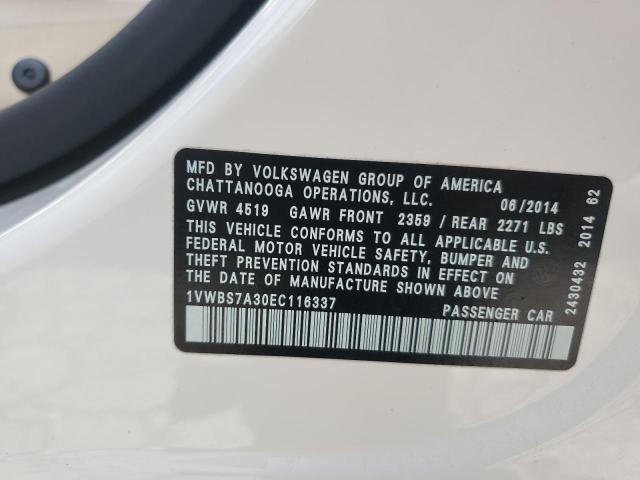 MFD BY VOLKSWAGEN GROUP OF AMERICA
CHATTANOOGA OPERATIONS, LLC. 06/2014
GVWR 4519 GAWR FRONT 2359 / REAR 2271 LBS
THIS VEHICLE CONFORMS TO ALL APPLICABLE U.S.
FEDERAL MOTOR VEHICLE SAFETY, BUMPER AND
THEFT PREVENTION STANDARDS IN EFFECT ON
THE DATE OF MANUFACTURE SHOWN ABOVE
1VWBS7A30EC116337 PASSENGER CAR
2430432 2014 62